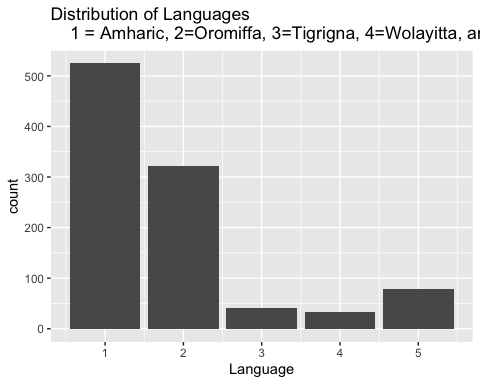 Distribution of Languages
1 = Amharic, 2=Oromiffa, 3=Tigrigna, 4=Wolayitta,
500
400
300
200
100
0
count
1 2 3 4 5
Language